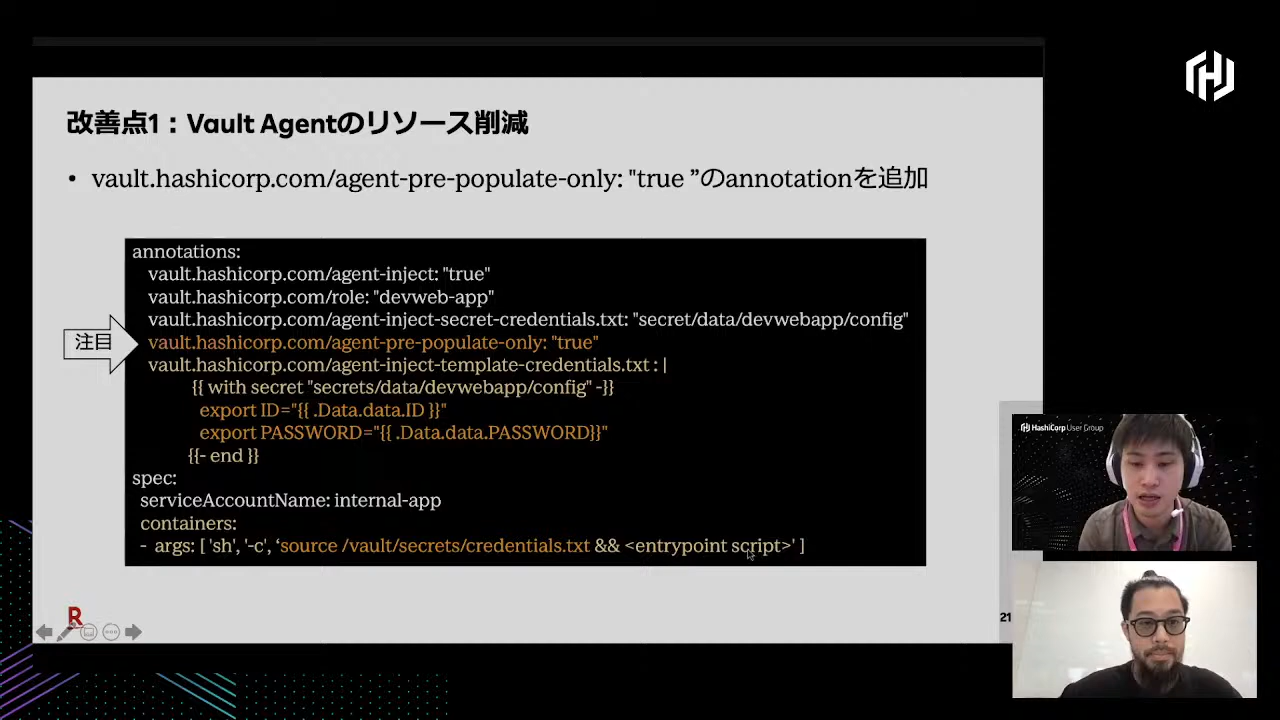 改善点1：Vault Agentのリソース削減
• vault.hashicorp.com/agent-pre-populate-only: "true ”のannotationを追加
annotations:
vault.hashicorp.com/agent-inject: "true"
vault.hashicorp.com/role: "devweb-app"
vault.hashicorp.com/agent-inject-secret-credentials.txt: "secret/data/devwebapp/config"
注目
vault.hashicorp.com/agent-pre-populate-only: "true"
vault.hashicorp.com/agent-inject-template-credentials.txt : |
{{ with secret "secrets/data/devwebapp/config" -}}
export ID="{{ .Data.data.ID }}"
export PASSWORD="{{ .Data.data.PASSWORD}}"
{{- end }}
spec:
serviceAccountName: internal-app
containers:
- args: [ 'sh', '-c', ‘source /vault/secrets/credentials.txt && <entrypoint script>' ]
R
21
HashiCorp User Group